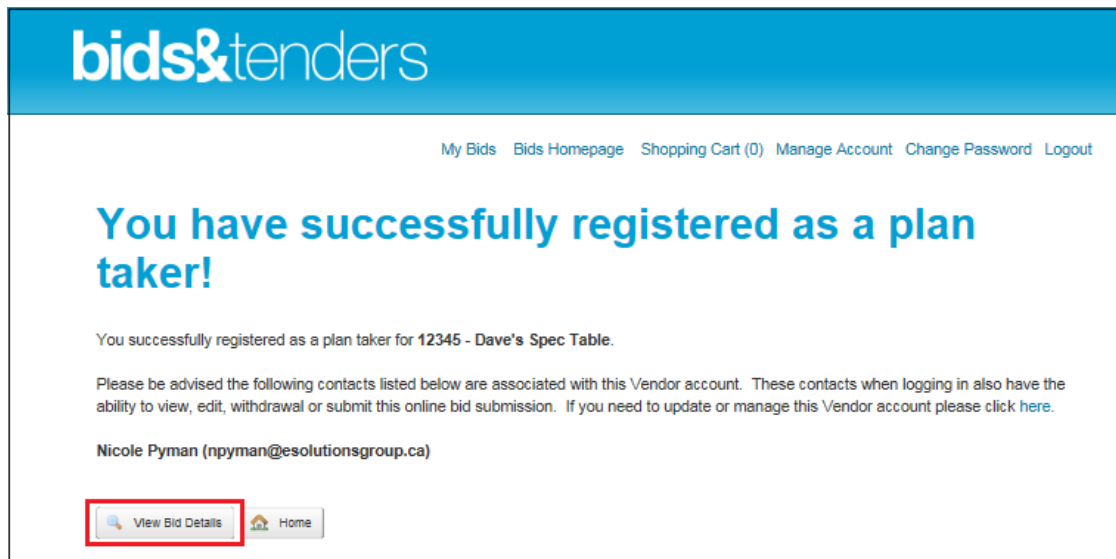 bids&tenders
My Bids Bids Homepage Shopping Cart (0) Manage Account Change Password Logout
You have successfully registered as a plan
taker!
You successfully registered as a plan taker for 12345 - Dave's Spec Table.
Please be advised the following contacts listed below are associated with this Vendor account. These contacts when logging in also have the
ability to view, edit, withdrawal or submit this online bid submission. If you need to update or manage this Vendor account please click here.
Nicole Pyman (npyman@esolutionsgroup.ca)
View Bid Details Home